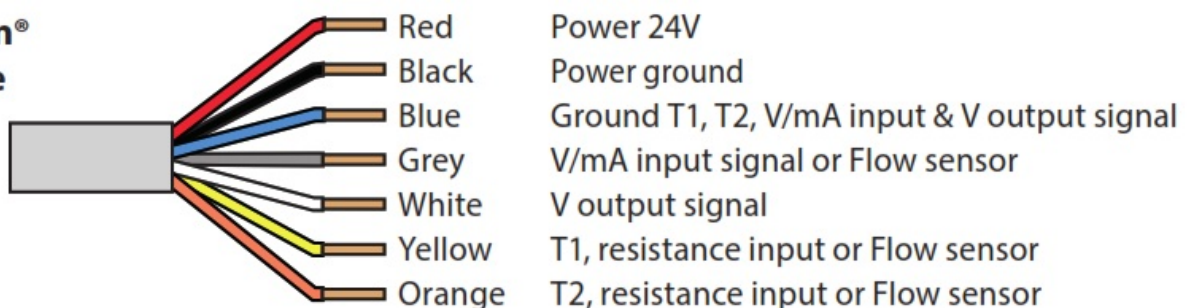 n®
e
Red Power 24V
Black Power ground
Blue Ground T1, T2, V/mA input & V output signal
Grey V/mA input signal or Flow sensor
White V output signal
Yellow T1, resistance input or Flow sensor
Orange T2, resistance input or Flow sensor